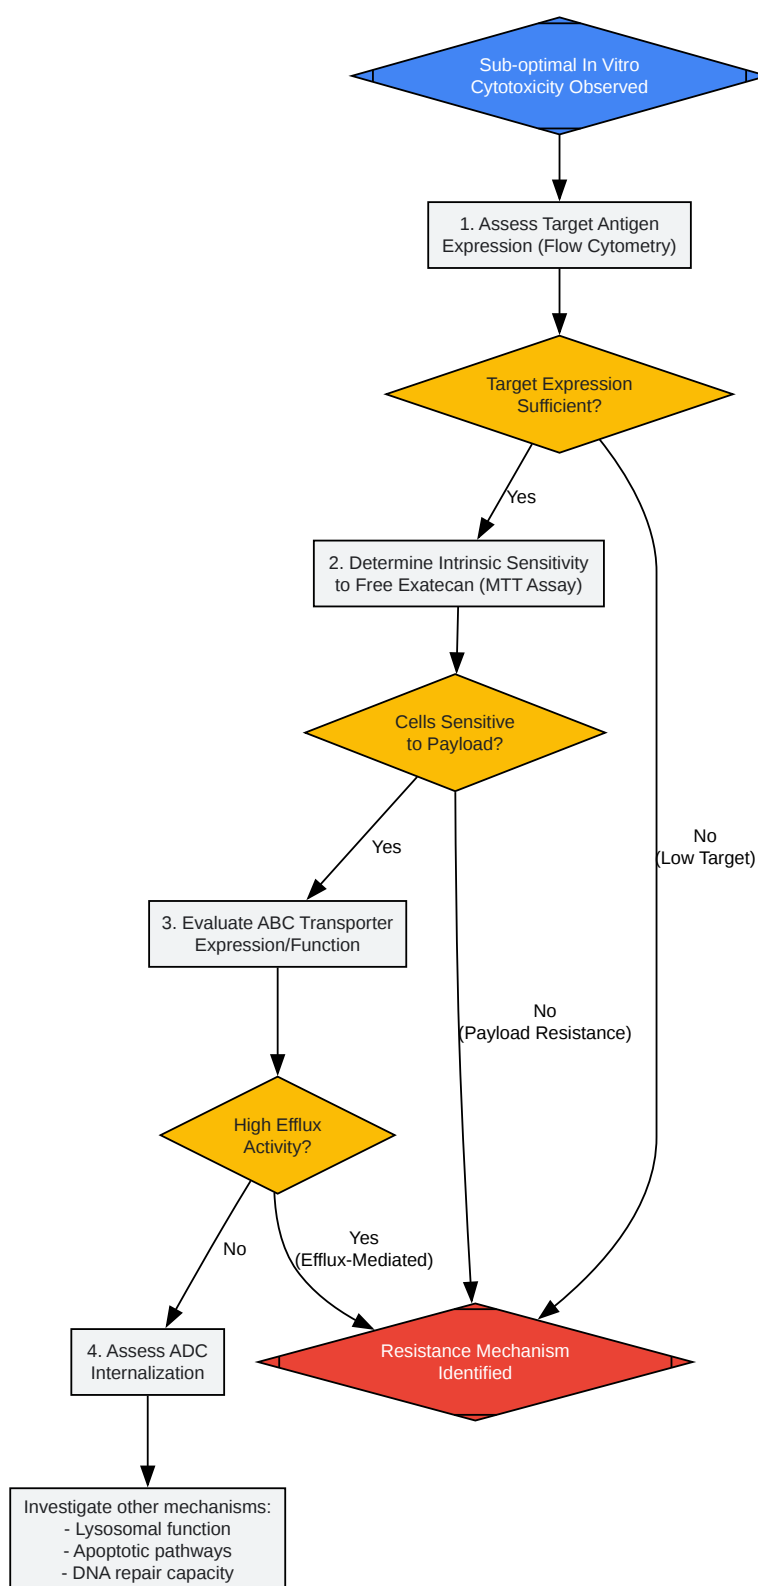 Sub-optimal In Vitro
Cytotoxicity Observed
1. Assess Target Antigen
Expression (Flow Cytometry)
Target Expression
Sufficient?
Yes
2. Determine Intrinsic Sensitivity
to Free Exatecan (MTT Assay)
Cells Sensitive
to Payload?
Yes
No
(Low Target)
3. Evaluate ABC Transporter
Expression/Function
No
(Payload Resistance)
High Efflux
Activity?
No
Yes
(Efflux-Mediated)
4. Assess ADC
Internalization
Resistance Mechanism
Identified
Investigate other mechanisms:
- Lysosomal function
- Apoptotic pathways
- DNA repair capacity